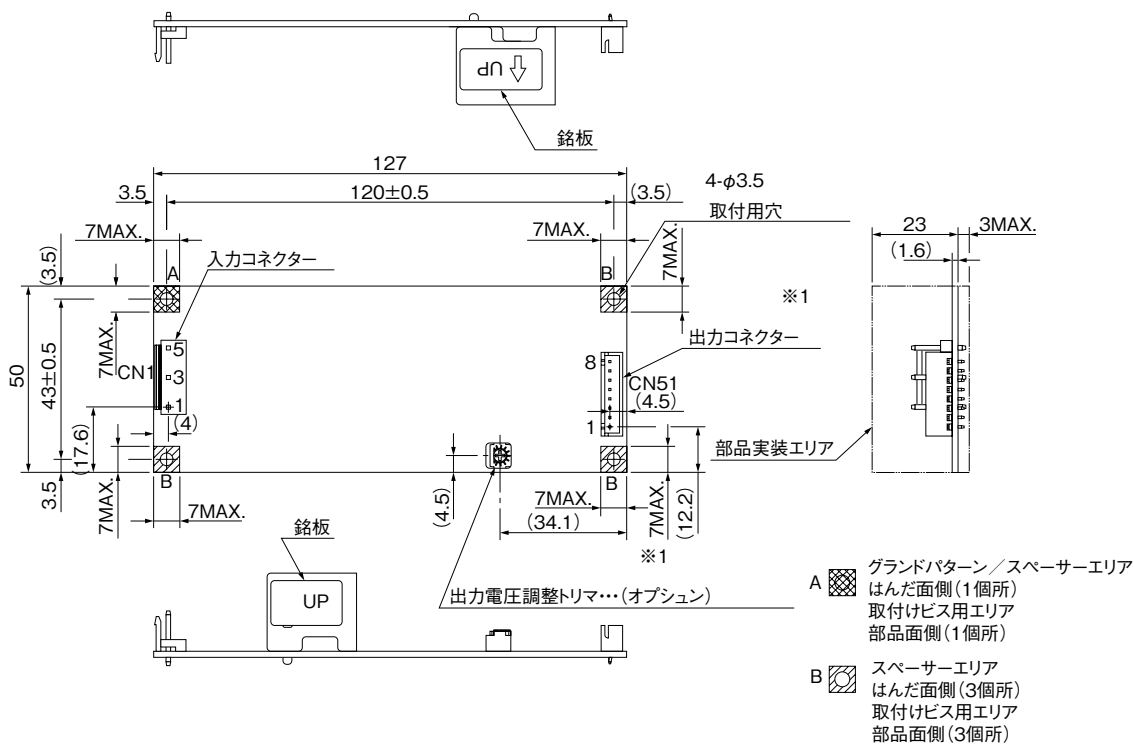 UP
銘板
127
3.5
120±0.5
(3.5)
4-φ3.5
取付用穴
7MAX.
7MAX.
(3.5)
A
入力コネクター
B
7MAX.
※1
23
3MAX.
(1.6)
50
43±0.5
7MAX.
CN1
5
3
1
(4)
(17.6)
出力コネクター
8
CN51
(4.5)
1
部品実装エリア
3.5
7MAX.
B
7MAX.
(4.5)
7MAX.
(34.1)
B
7MAX.
(12.2)
※1
銘板
UP
出力電圧調整トリマ…(オプション)
A
グランドパターン／スペーサーエリア
はんだ面側(1個所)
取付けビス用エリア
部品面側(1個所)
B
スペーサーエリア
はんだ面側(3個所)
取付けビス用エリア
部品面側(3個所)